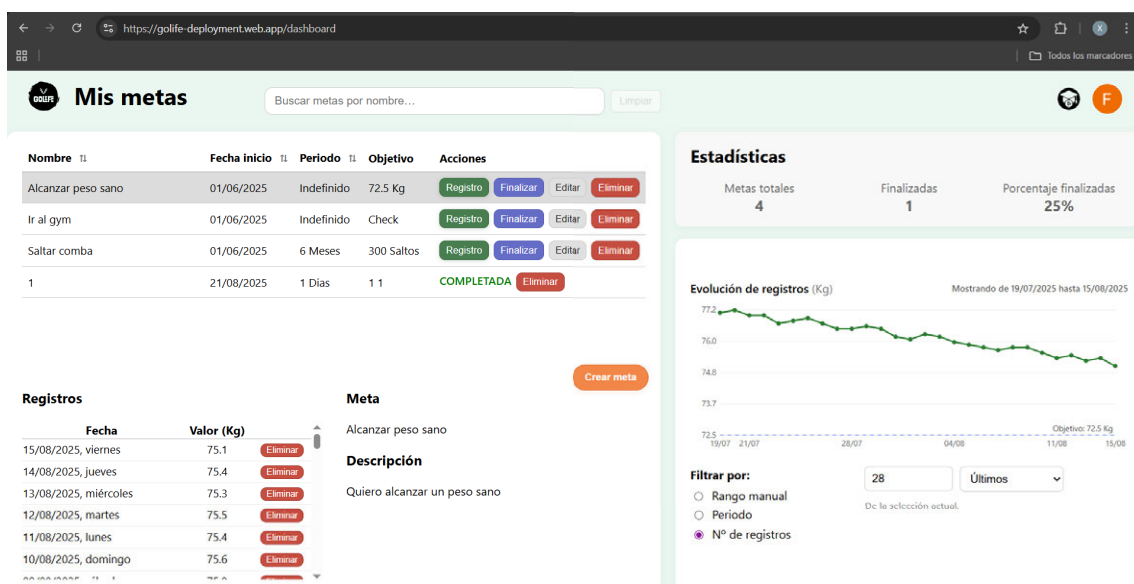 https://golife-deployment.web.app/dashboard
X
Todos los marcadores
GOLIFE
Mis metas
Buscar metas por nombre...
Limpiar
F
Nombre Fecha inicio Periodo Objetivo Acciones
Alcanzar peso sano 01/06/2025 Indefinido 72.5 Kg Registro Finalizar Editar Eliminar
Ir al gym 01/06/2025 Indefinido Check Registro Finalizar Editar Eliminar
Saltar comba 01/06/2025 6 Meses 300 Saltos Registro Finalizar Editar Eliminar
1 21/08/2025 1 Días 1 1 COMPLETADA Eliminar
Crear meta
Registros
Fecha Valor (Kg)
15/08/2025, viernes 75.1 Eliminar
14/08/2025, jueves 75.4 Eliminar
13/08/2025, miércoles 75.3 Eliminar
12/08/2025, martes 75.5 Eliminar
11/08/2025, lunes 75.4 Eliminar
10/08/2025, domingo 75.6 Eliminar
Meta
Alcanzar peso sano
Descripción
Quiero alcanzar un peso sano
Estadísticas
Metas totales Finalizadas Porcentaje finalizadas
4 1 25%
Evolución de registros (Kg) Mostrando de 19/07/2025 hasta 15/08/2025
77.2
76.0
74.8
73.7
72.5
Objetivo: 72.5 Kg
19/07 21/07 28/07 04/08 11/08 15/08
Filtrar por:
Rango manual
Periodo
Nº de registros
28 Últimos
De la selección actual.